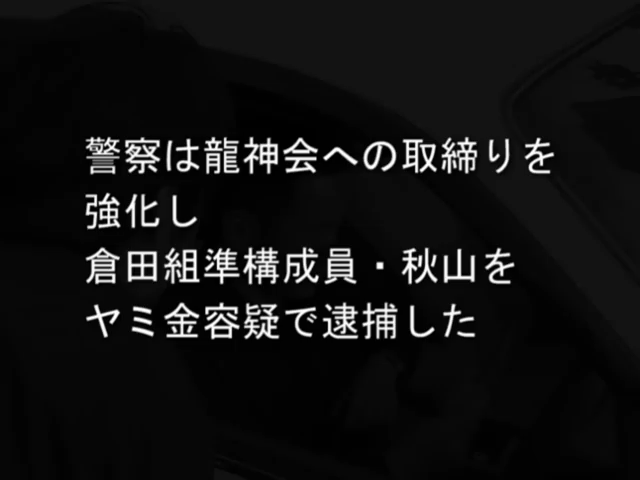 警察は龍神会への取締りを
強化し
倉田組準構成員・秋山を
ヤミ金容疑で逮捕した